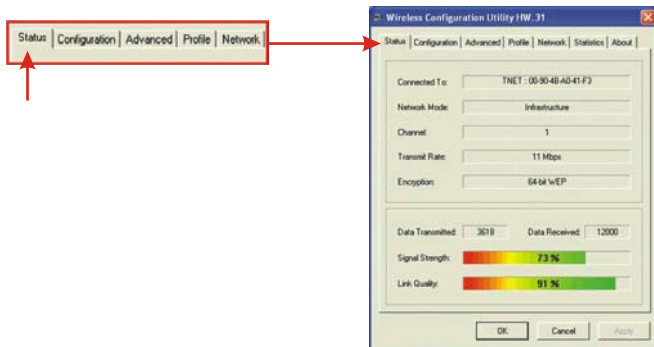 Status Configuration Advanced Profile Network
Wireless Configuration Utility HW.31
Status Configuration Advanced Profile Network Statistics About
Connected To: TNET : 00-90-4B-A0-41-F3
Network Mode: Infrastructure
Channel: 1
Transmit Rate: 11 Mbps
Encryption: 64-bit WEP
Data Transmitted: 3618 Data Received: 12000
Signal Strength: 73 %
Link Quality: 91 %
OK Cancel Apply